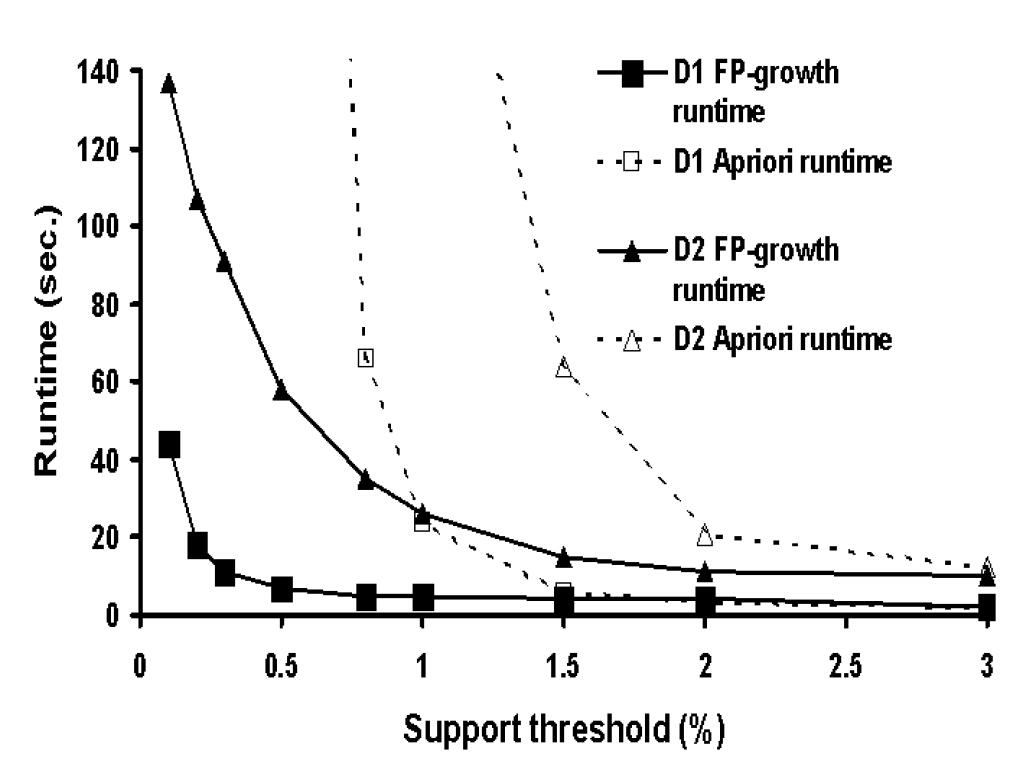 140
120
100
80
60
40
20
0
Runtime (sec.)
0 0.5 1 1.5 2 2.5 3
Support threshold (%)
D1 FP-growth
runtime
D1 Apriori runtime
D2 FP-growth
runtime
D2 Apriori runtime